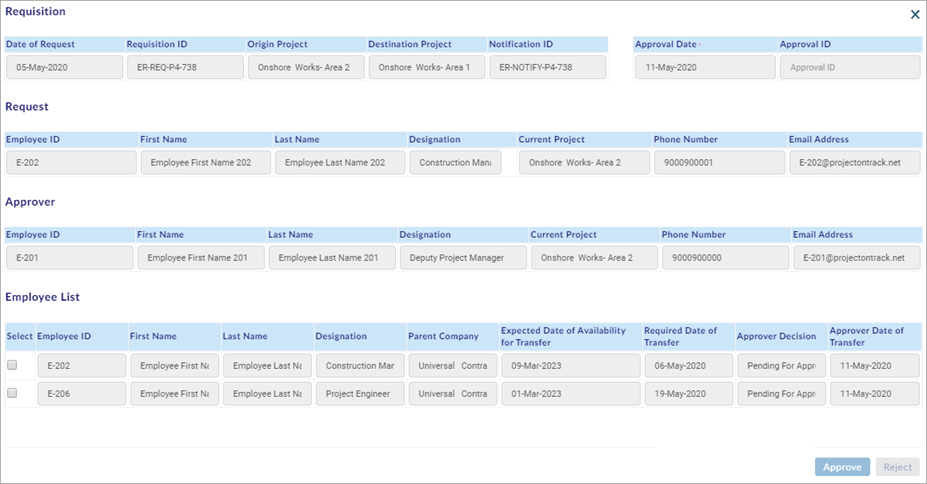 Requisition
Date of Request Requisition ID Origin Project Destination Project Notification ID Approval Date Approval ID
05-May-2020 ER-REQ-P4-738 Onshore Works- Area 2 Onshore Works- Area 1 ER-NOTIFY-P4-738 11-May-2020 Approval ID
Request
Employee ID First Name Last Name Designation Current Project Phone Number Email Address
E-202 Employee First Name 202 Employee Last Name 202 Construction Mana Onshore Works- Area 2 9000900001 E-202@projectontrack.net
Approver
Employee ID First Name Last Name Designation Current Project Phone Number Email Address
E-201 Employee First Name 201 Employee Last Name 201 Deputy Project Manager Onshore Works- Area 2 9000900000 E-201@projectontrack.net
Employee List
Select Employee ID First Name Last Name Designation Parent Company Expected Date of Availability for Transfer Required Date of Transfer Approver Decision Approver Date of Transfer
E-202 Employee First Na Employee Last Na Construction Mar Universal Contra 09-Mar-2023 06-May-2020 Pending For Appr 11-May-2020
E-206 Employee First Na Employee Last Na Project Engineer Universal Contra 01-Mar-2023 19-May-2020 Pending For Appr 11-May-2020
Approve Reject